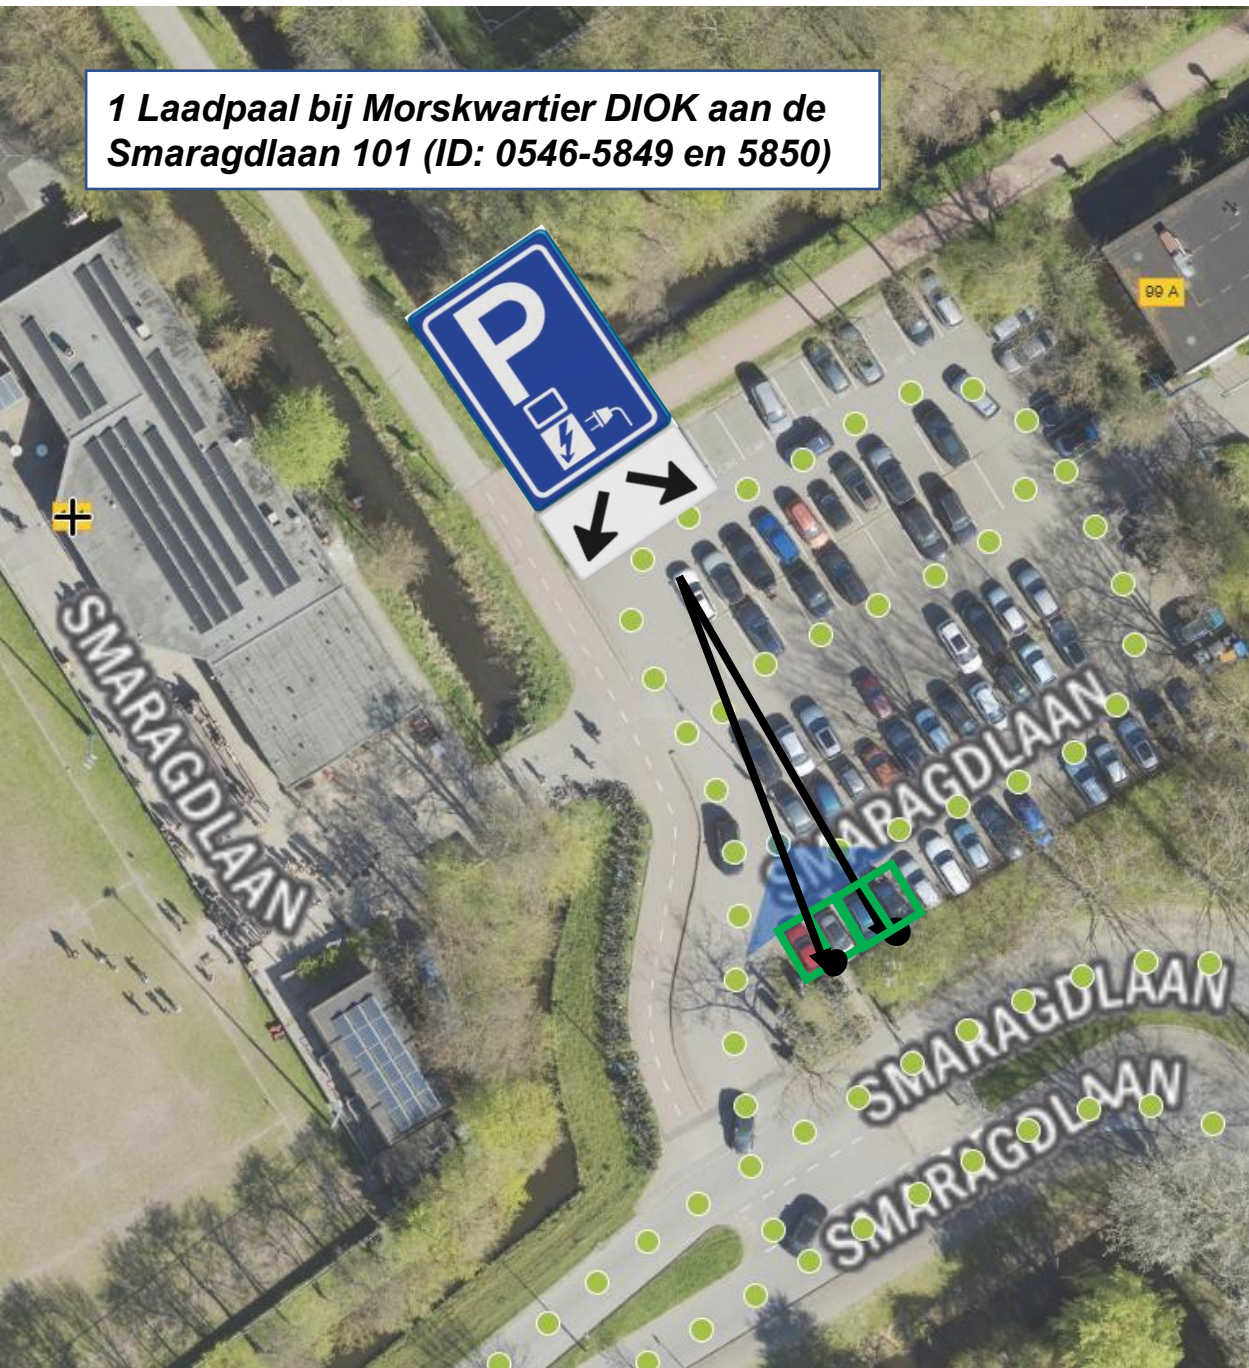 1 Laadpaal bij Morskwartier DIOK aan de
Smaragdlaan 101 (ID: 0546-5849 en 5850)
P
99 A
SMARAGDLAAN
SMARAGDLAAN
SMARAGDLAAN
SMARAGDLAAN